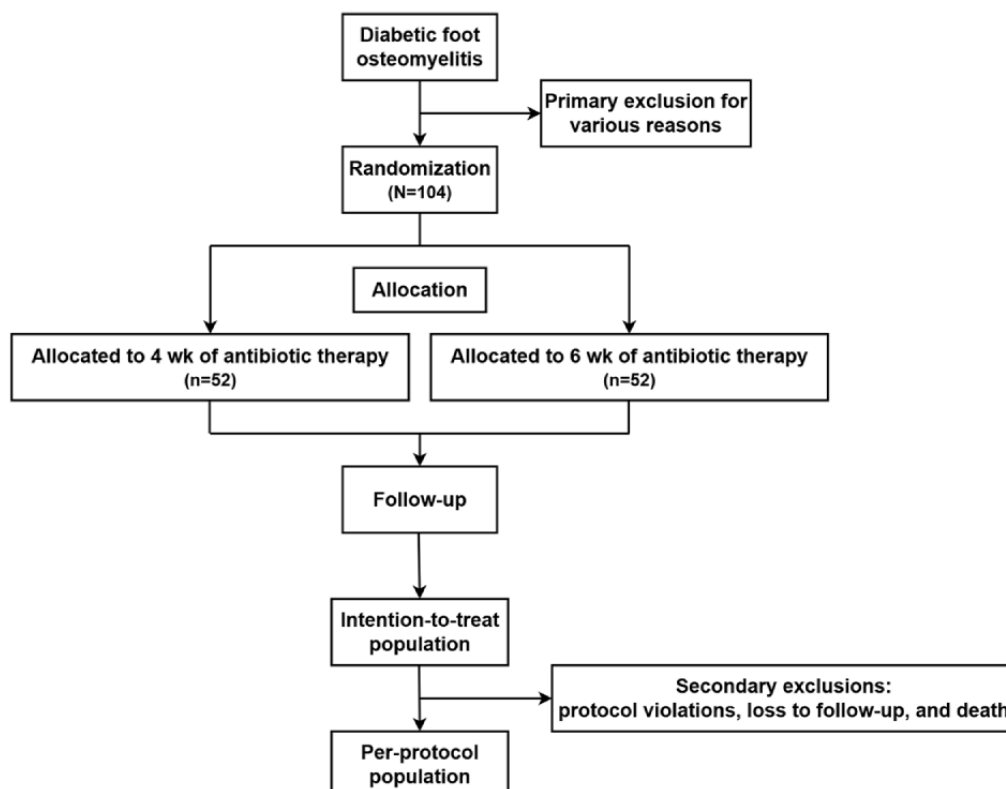 Diabetic foot
osteomyelitis
Primary exclusion for
various reasons
Randomization
(N=104)
Allocation
Allocated to 4 wk of antibiotic therapy
(n=52)
Allocated to 6 wk of antibiotic therapy
(n=52)
Follow-up
Intention-to-treat
population
Secondary exclusions:
protocol violations, loss to follow-up, and death
Per-protocol
population